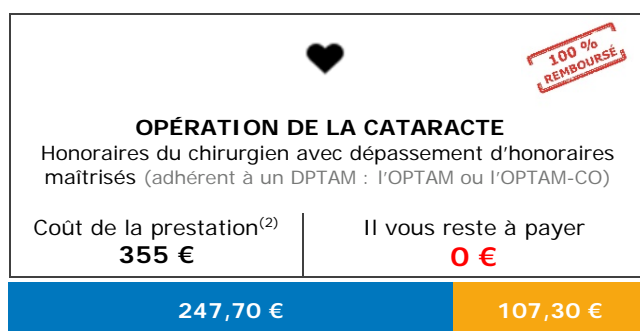 100 %
REMBOURSÉ
OPÉRATION DE LA CATARACTE
Honoraires du chirurgien avec dépassement d'honoraires
maîtrisés (adhérent à un DPTAM : l'OPTAM ou l'OPTAM-CO)
Coût de la prestation(2)
355 €
Il vous reste à payer
0 €
247,70 €
107,30 €